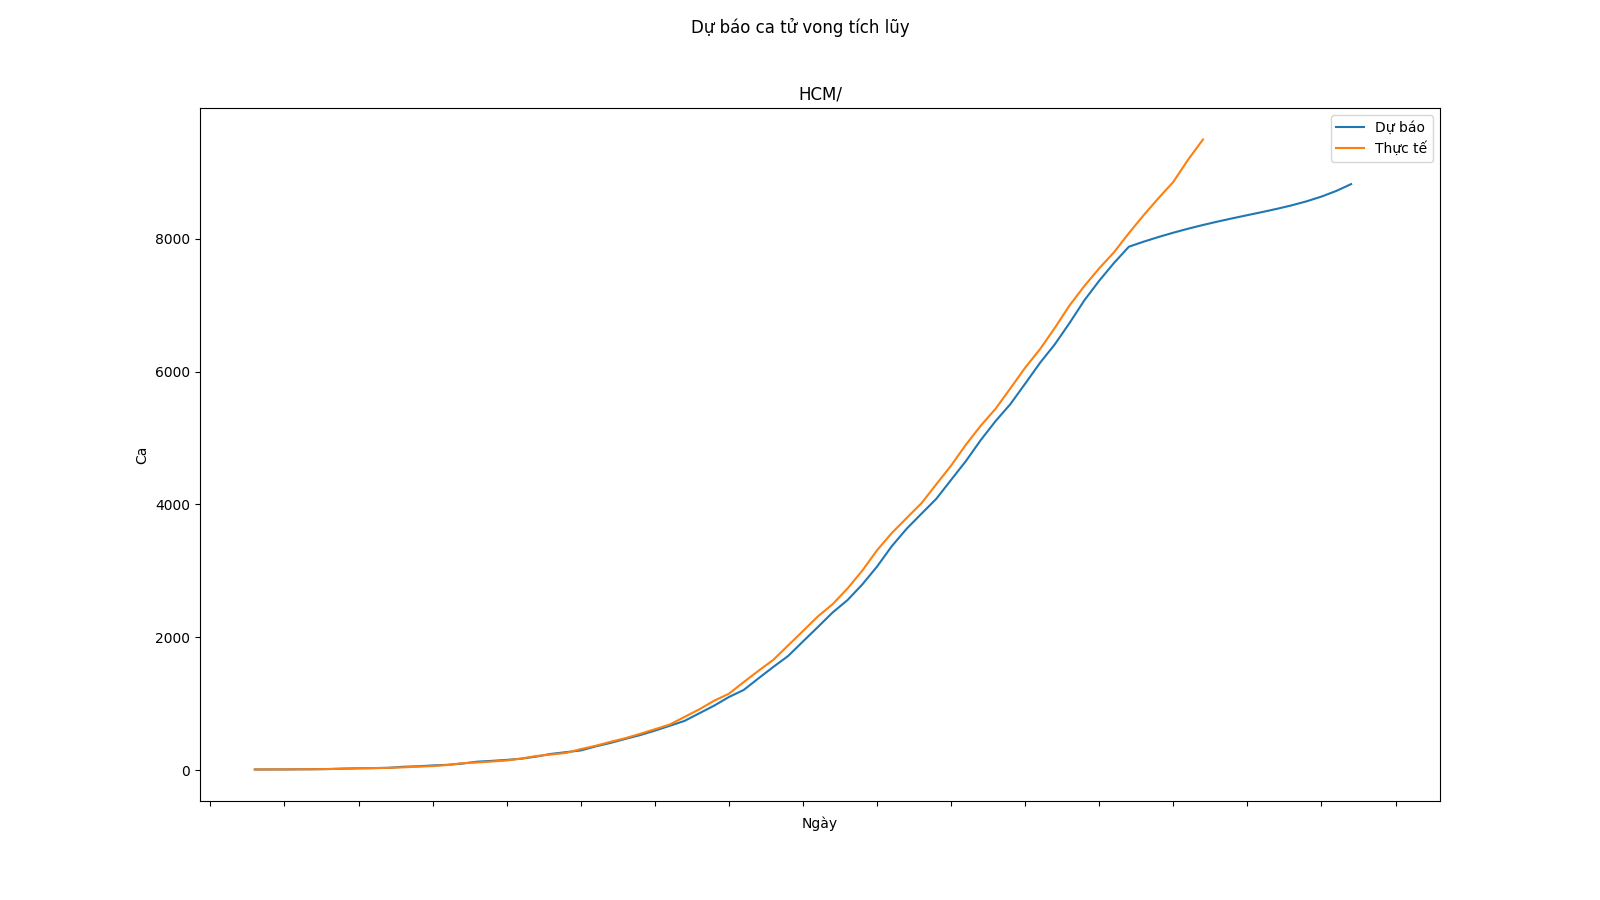 Dự báo ca tử vong tích lũy
HCM/
Dự báo
Thực tế
8000
6000
4000
2000
0
Ca
Ngày